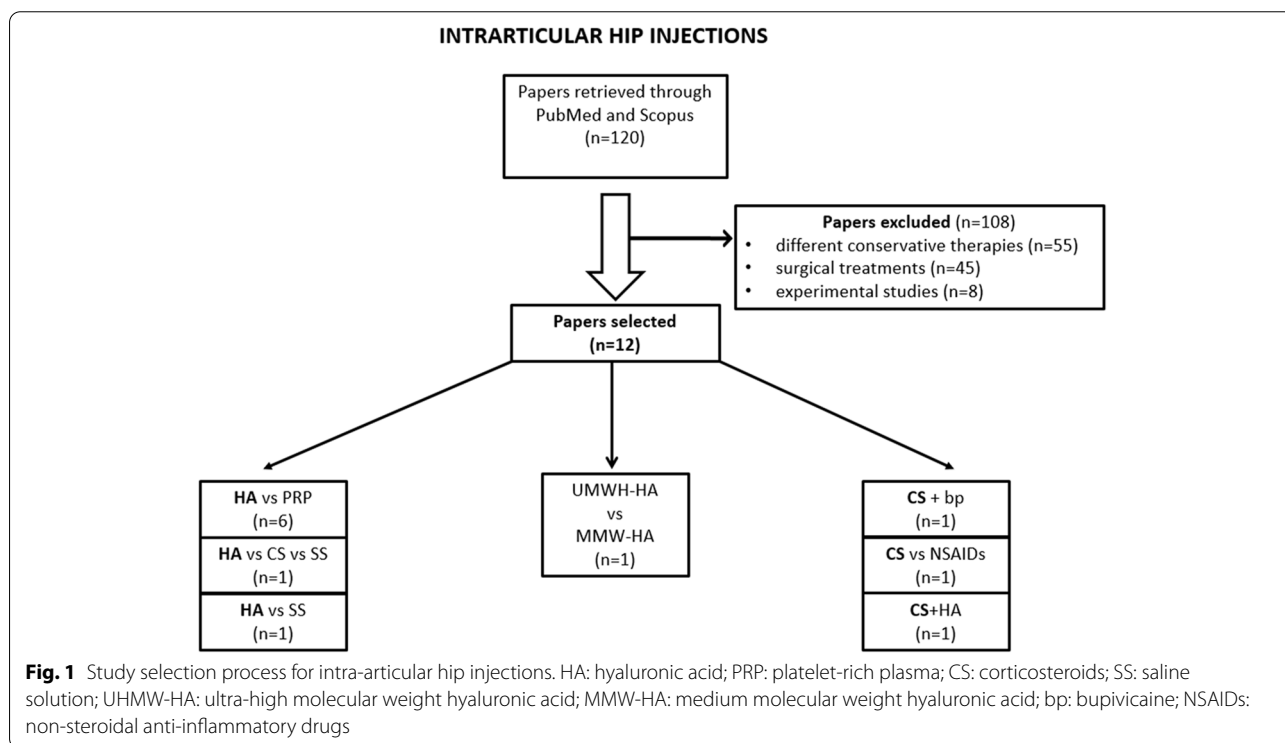 INTRARTICULAR HIP INJECTIONS
Papers retrieved through
PubMed and Scopus
(n=120)
Papers excluded (n=108)
• different conservative therapies (n=55)
• surgical treatments (n=45)
• experimental studies (n=8)
Papers selected
(n=12)
HA vs PRP
(n=6)
HA vs CS vs SS
(n=1)
HA vs SS
(n=1)
UMWH-HA
vs
MMW-HA
(n=1)
CS + bp
(n=1)
CS vs NSAIDs
(n=1)
CS+HA
(n=1)
Fig. 1 Study selection process for intra-articular hip injections. HA: hyaluronic acid; PRP: platelet-rich plasma; CS: corticosteroids; SS: saline
solution; UHMW-HA: ultra-high molecular weight hyaluronic acid; MMW-HA: medium molecular weight hyaluronic acid; bp: bupivicaine; NSAIDs:
non-steroidal anti-inflammatory drugs